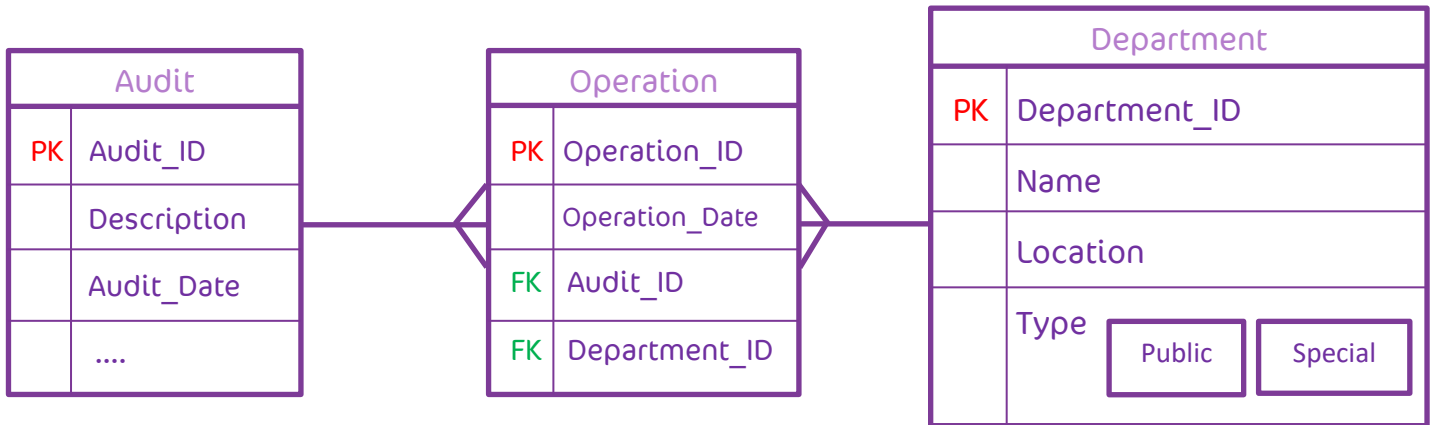 Audit
PK Audit_ID
Description
Audit_Date
....
Operation
PK Operation_ID
Operation_Date
FK Audit_ID
FK Department_ID
Department
PK Department_ID
Name
Location
Type
Public Special